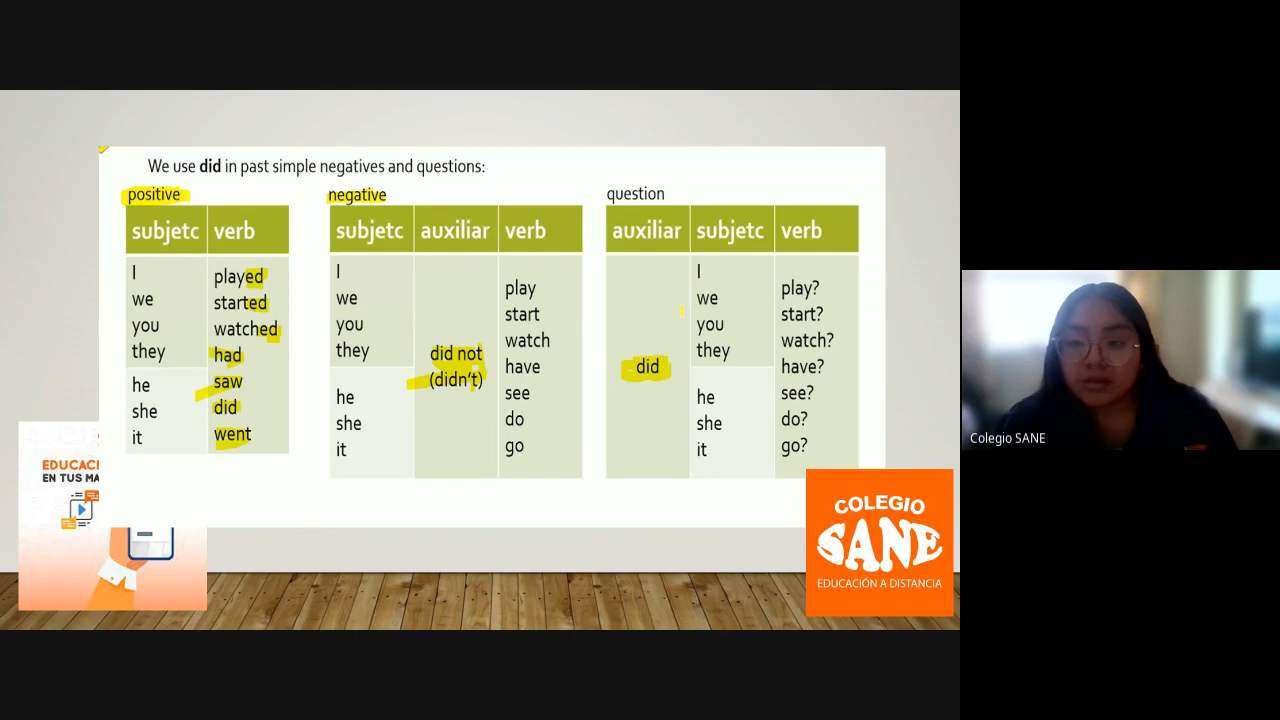 We use did in past simple negatives and questions:
positive
subjetc verb
I
we
you
they
he
she
it
played
started
watched
had
saw
did
went
negative
subjetc auxiliar verb
I
we
you
they
he
she
it
did not
(didn't)
play
start
watch
have
see
do
go
question
auxiliar subjetc verb
did
I
we
you
they
he
she
it
play?
start?
watch?
have?
see?
do?
go?
EDUCACI
EN TUS MA
COLEGIO
SANE
EDUCACIÓN A DISTANCIA
Colegio SANE